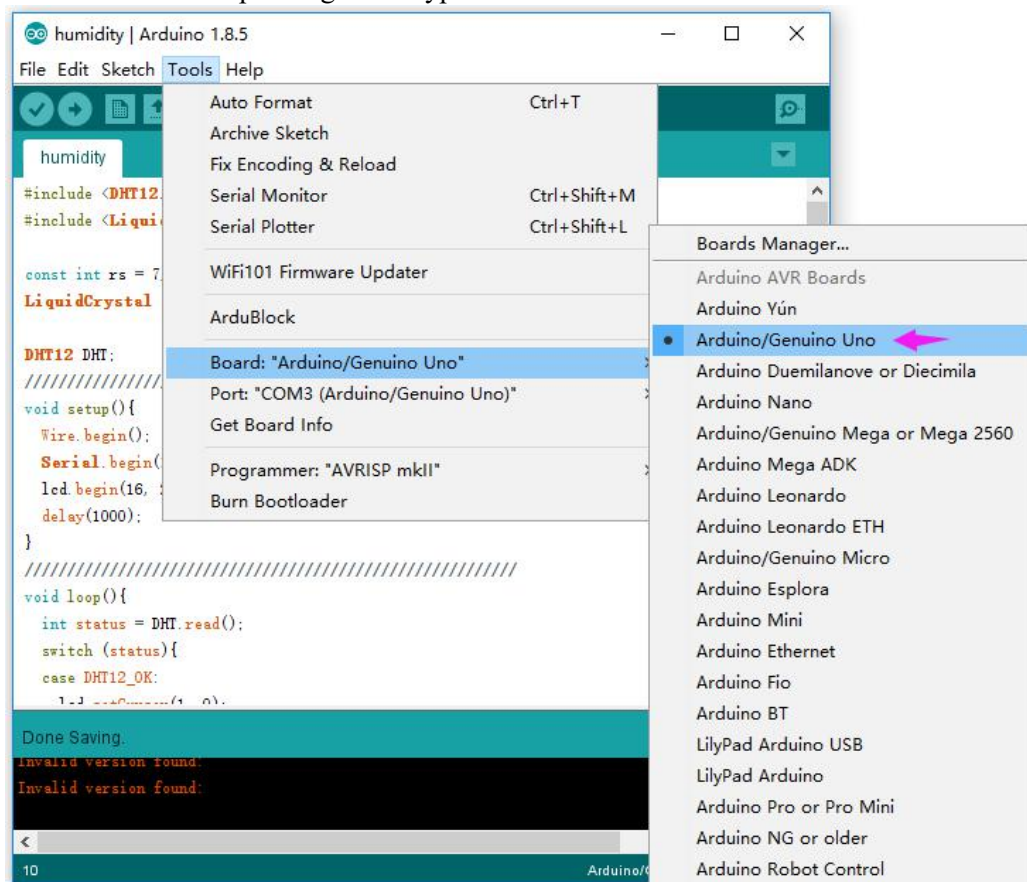 humidity | Arduino 1.8.5
File Edit Sketch Tools Help
humidity
#include <DHT12.
#include <Liqui
const int rs = 7
LiquidCrystal
DHT12 DHT;
////////////////
void setup(){
Wire.begin();
Serial.begin(
lcd.begin(16,
delay(1000);
}
//////////////////////////////////////////////////////////
void loop(){
int status = DHT.read();
switch (status){
case DHT12_OK:
Auto Format Ctrl+T
Archive Sketch
Fix Encoding & Reload
Serial Monitor Ctrl+Shift+M
Serial Plotter Ctrl+Shift+L
WiFi101 Firmware Updater
ArduBlock
Board: "Arduino/Genuino Uno"
Port: "COM3 (Arduino/Genuino Uno)"
Get Board Info
Programmer: "AVRISP mkII"
Burn Bootloader
Boards Manager...
Arduino AVR Boards
Arduino Yún
Arduino/Genuino Uno
Arduino Duemilanove or Diecimila
Arduino Nano
Arduino/Genuino Mega or Mega 2560
Arduino Mega ADK
Arduino Leonardo
Arduino Leonardo ETH
Arduino/Genuino Micro
Arduino Esplora
Arduino Mini
Arduino Ethernet
Arduino Fio
Arduino BT
LilyPad Arduino USB
LilyPad Arduino
Arduino Pro or Pro Mini
Arduino NG or older
Arduino Robot Control
Done Saving.
Invalid version found:
Invalid version found:
10 Arduino/